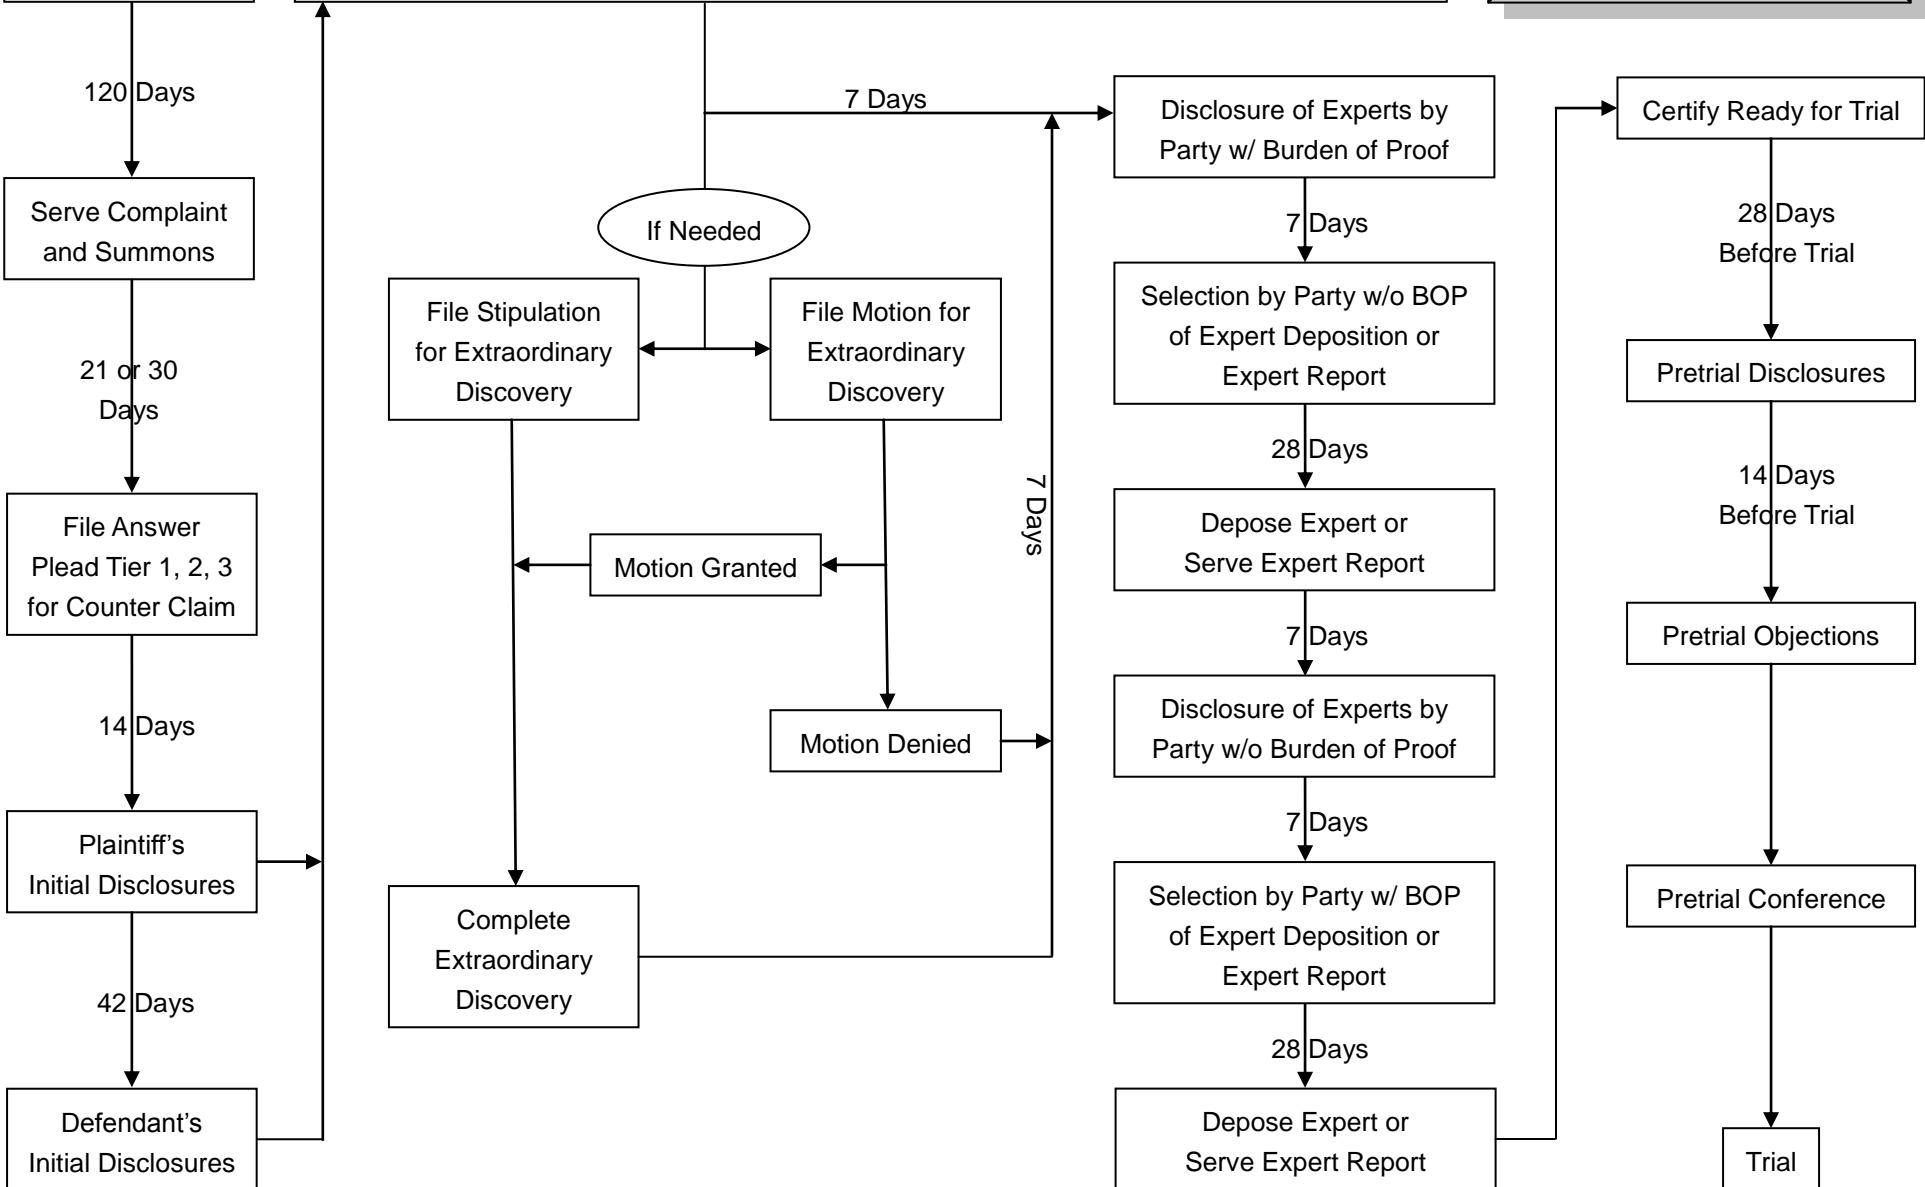 120 Days
Serve Complaint
and Summons
21 or 30
Days
File Answer
Plead Tier 1, 2, 3
for Counter Claim
14 Days
Plaintiff’s
Initial Disclosures
42 Days
Defendant’s
Initial Disclosures
7 Days
If Needed
File Stipulation
for Extraordinary
Discovery
File Motion for
Extraordinary
Discovery
Motion Granted
Motion Denied
Complete
Extraordinary
Discovery
7 Days
Disclosure of Experts by
Party w/ Burden of Proof
7 Days
Selection by Party w/o BOP
of Expert Deposition or
Expert Report
28 Days
Depose Expert or
Serve Expert Report
7 Days
Disclosure of Experts by
Party w/o Burden of Proof
7 Days
Selection by Party w/ BOP
of Expert Deposition or
Expert Report
28 Days
Depose Expert or
Serve Expert Report
Certify Ready for Trial
28 Days
Before Trial
Pretrial Disclosures
14 Days
Before Trial
Pretrial Objections
Pretrial Conference
Trial